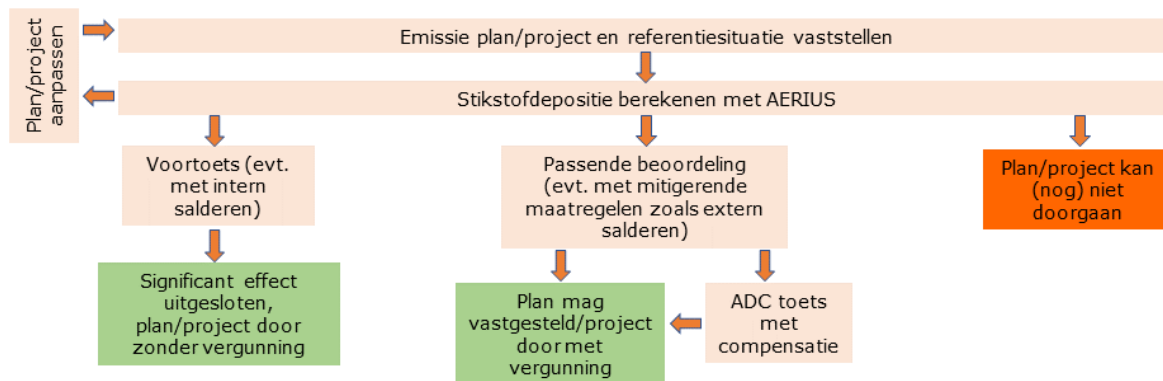 Plan/project
aanpassen
Emissie plan/project en referentiesituatie vaststellen
Stikstofdepositie berekenen met AERIUS
Voortoets (evt.
met intern
salderen)
Passende beoordeling
(evt. met mitigerende
maatregelen zoals extern
salderen)
Plan/project kan
(nog) niet
doorgaan
Significant effect
uitgesloten,
plan/project door
zonder vergunning
Plan mag
vastgesteld/project
door met
vergunning
ADC toets
met
compensatie